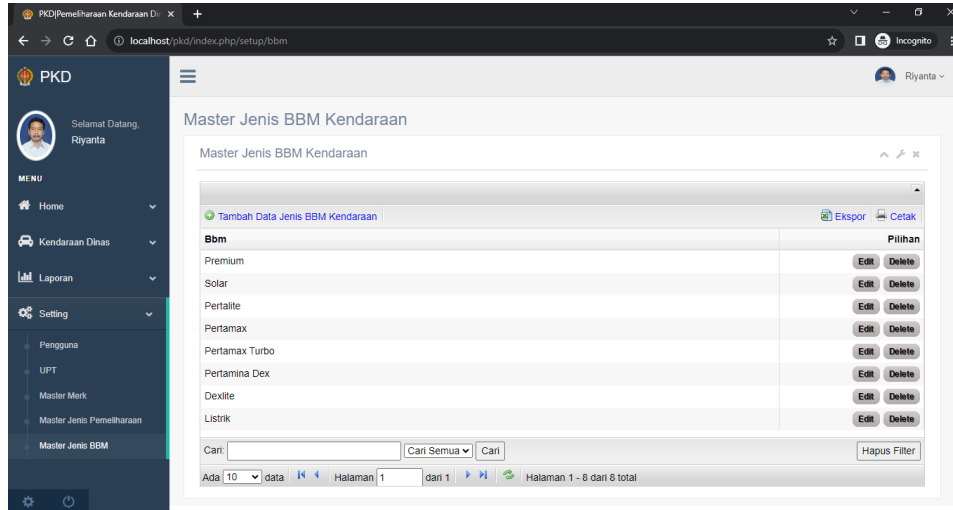 PKD|Pemeliharaan Kendaraan Din
localhost/pkd/index.php/setup/bbm
Incognito
PKD
Riyanta
Selamat Datang,
Riyanta
MENU
Home
Kendaraan Dinas
Laporan
Setting
Pengguna
UPT
Master Merk
Master Jenis Pemeliharaan
Master Jenis BBM
Master Jenis BBM Kendaraan
Master Jenis BBM Kendaraan
Tambah Data Jenis BBM Kendaraan Ekspor Cetak
Bbm Pilihan
Premium Edit Delete
Solar Edit Delete
Pertalite Edit Delete
Pertamax Edit Delete
Pertamax Turbo Edit Delete
Pertamina Dex Edit Delete
Dexlite Edit Delete
Listrik Edit Delete
Cari: Cari Semua Cari Hapus Filter
Ada 10 data Halaman 1 dari 1 Halaman 1 - 8 dari 8 total